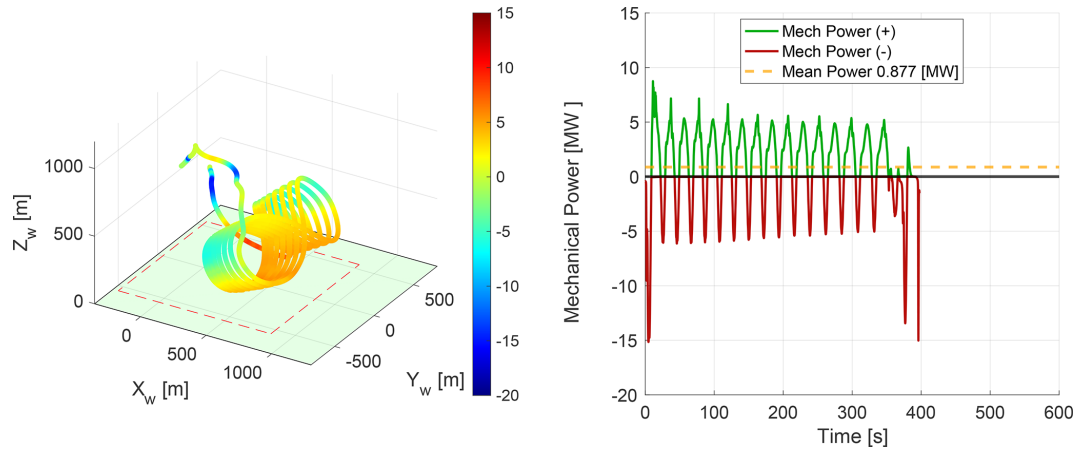 1000
500
0
Z_w [m]
0
500
1000
X_w [m]
-500
0
500
Y_w [m]
15
10
5
0
-5
-10
-15
-20
Mechanical Power [MW ]
15
10
5
0
-5
-10
-15
-20
Mech Power (+)
Mech Power (-)
Mean Power 0.877 [MW]
0 100 200 300 400 500 600
Time [s]